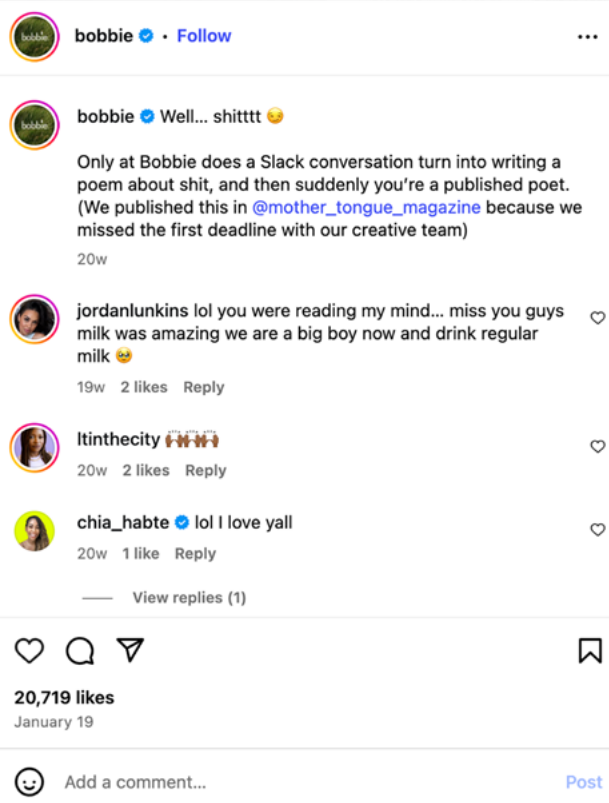 bobbie • Follow
bobbie Well... shitttt 😏
Only at Bobbie does a Slack conversation turn into writing a
poem about shit, and then suddenly you're a published poet.
(We published this in @mother_tongue_magazine because we
missed the first deadline with our creative team)
20w
jordanlunkins lol you were reading my mind... miss you guys
milk was amazing we are a big boy now and drink regular
milk 🥹
19w 2 likes Reply
ltinthecity 🙌🏾🙌🏾🙌🏾
20w 2 likes Reply
chia_habte lol I love yall
20w 1 like Reply
View replies (1)
20,719 likes
January 19
Add a comment... Post